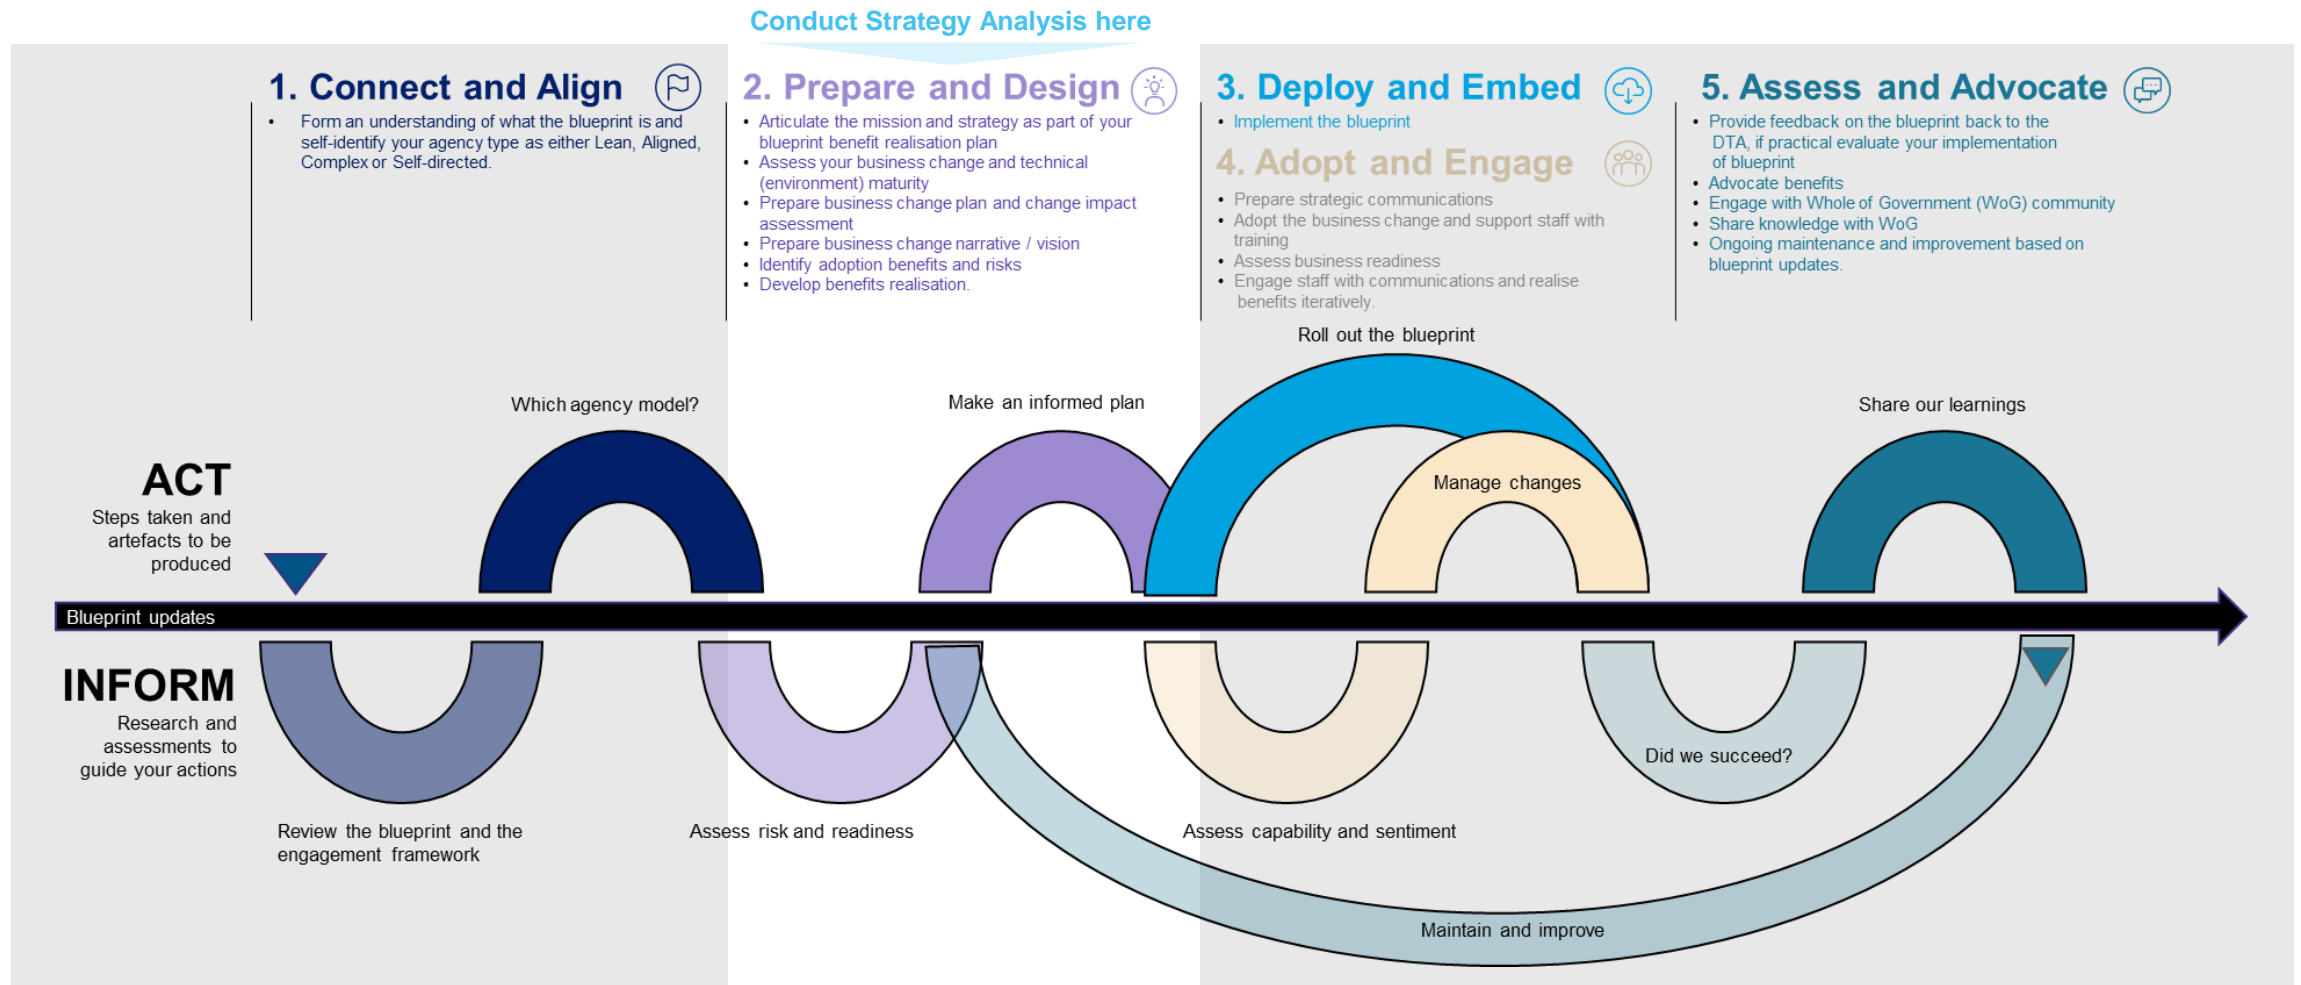 Conduct Strategy Analysis here
1. Connect and Align
• Form an understanding of what the blueprint is and
self-identify your agency type as either Lean, Aligned,
Complex or Self-directed.
2. Prepare and Design
• Articulate the mission and strategy as part of your
blueprint benefit realisation plan
• Assess your business change and technical
(environment) maturity
• Prepare business change plan and change impact
assessment
• Prepare business change narrative / vision
• Identify adoption benefits and risks
• Develop benefits realisation.
3. Deploy and Embed
• Implement the blueprint
4. Adopt and Engage
• Prepare strategic communications
• Adopt the business change and support staff with
training
• Assess business readiness
• Engage staff with communications and realise
benefits iteratively.
5. Assess and Advocate
• Provide feedback on the blueprint back to the
DTA, if practical evaluate your implementation
of blueprint
• Advocate benefits
• Engage with Whole of Government (WoG) community
• Share knowledge with WoG
• Ongoing maintenance and improvement based on
blueprint updates.
Roll out the blueprint
Which agency model?
Make an informed plan
Share our learnings
Manage changes
ACT
Steps taken and
artefacts to be
produced
Blueprint updates
INFORM
Research and
assessments to
guide your actions
Did we succeed?
Review the blueprint and the
engagement framework
Assess risk and readiness
Assess capability and sentiment
Maintain and improve